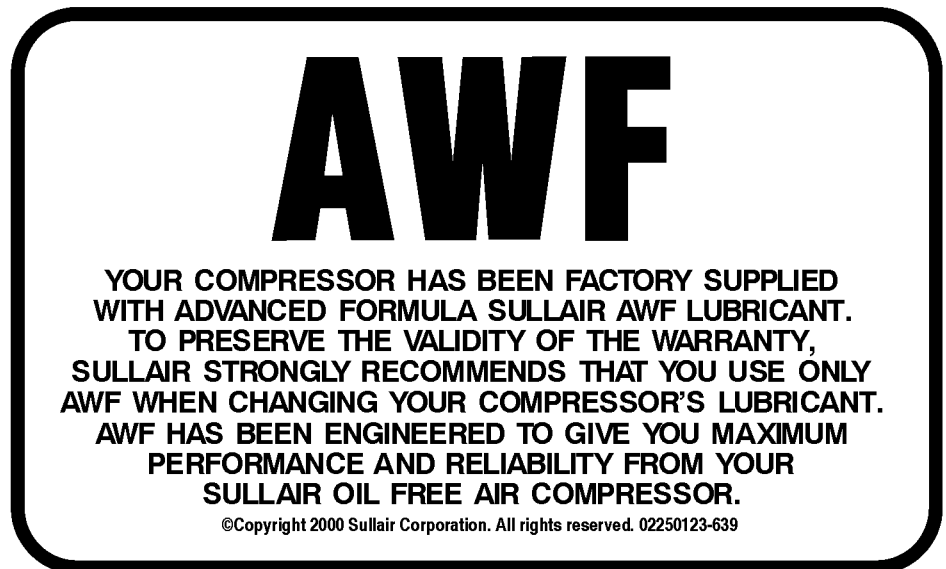 AWF
YOUR COMPRESSOR HAS BEEN FACTORY SUPPLIED
WITH ADVANCED FORMULA SULLAIR AWF LUBRICANT.
TO PRESERVE THE VALIDITY OF THE WARRANTY,
SULLAIR STRONGLY RECOMMENDS THAT YOU USE ONLY
AWF WHEN CHANGING YOUR COMPRESSOR'S LUBRICANT.
AWF HAS BEEN ENGINEERED TO GIVE YOU MAXIMUM
PERFORMANCE AND RELIABILITY FROM YOUR
SULLAIR OIL FREE AIR COMPRESSOR.
©Copyright 2000 Sullair Corporation. All rights reserved. 02250123-639